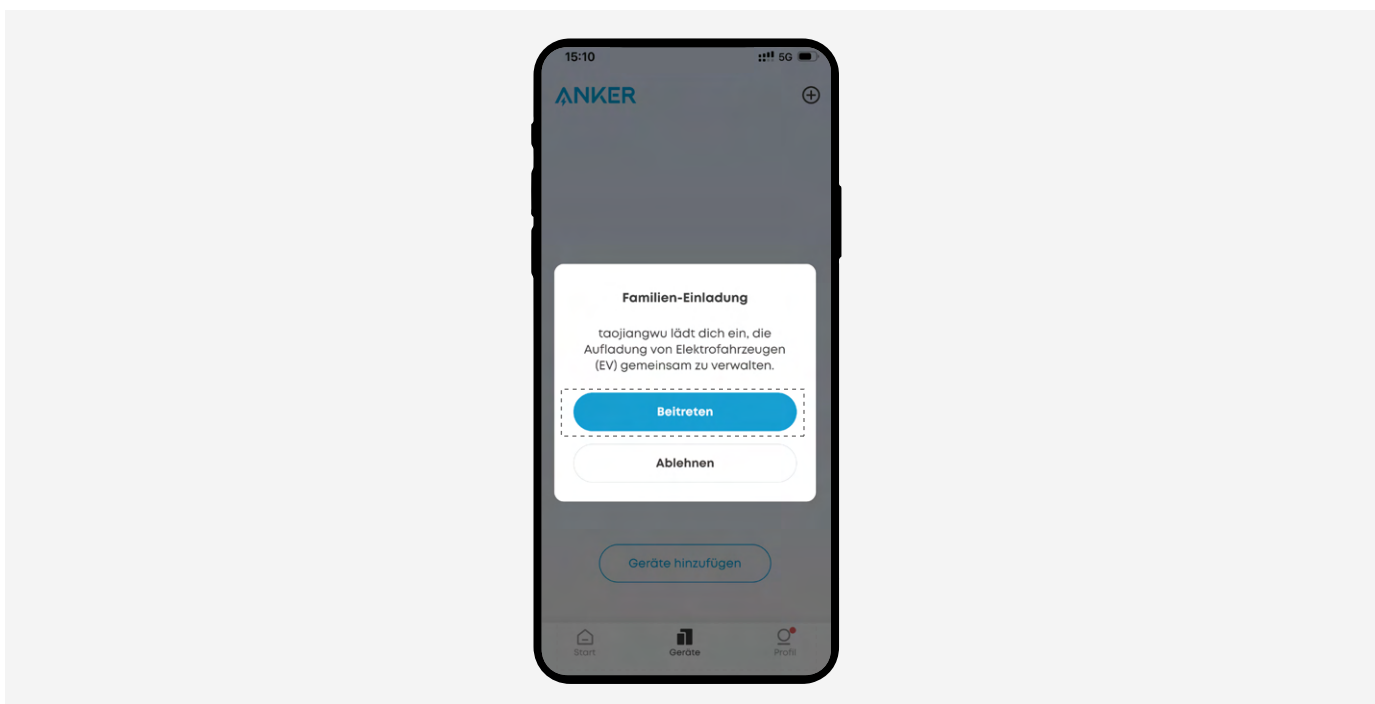 15:10 5G
ANKER
Familien-Einladung
taojiangwu lädt dich ein, die
Aufladung von Elektrofahrzeugen
(EV) gemeinsam zu verwalten.
Beitreten
Ablehnen
Geräte hinzufügen
Start Geräte Profil